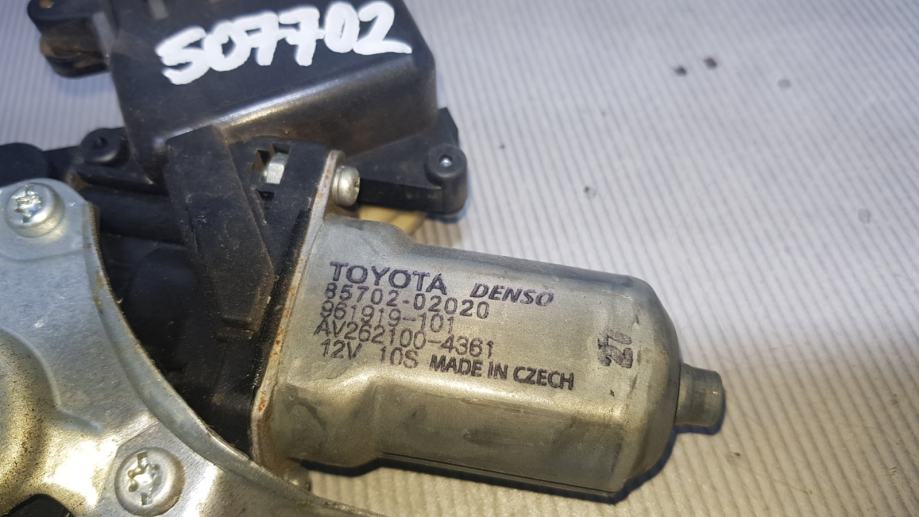 507702
TOYOTA DENSO
85702-02020
961919-101
AV262100-4361
12V 10S MADE IN CZECH